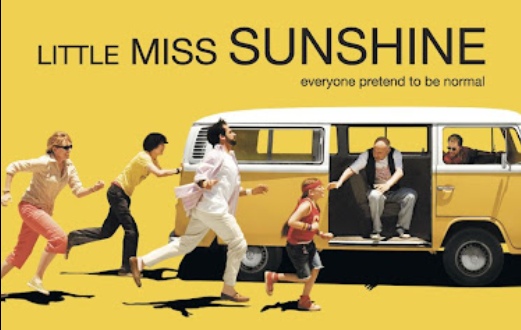 LITTLE MISS SUNSHINE
everyone pretend to be normal